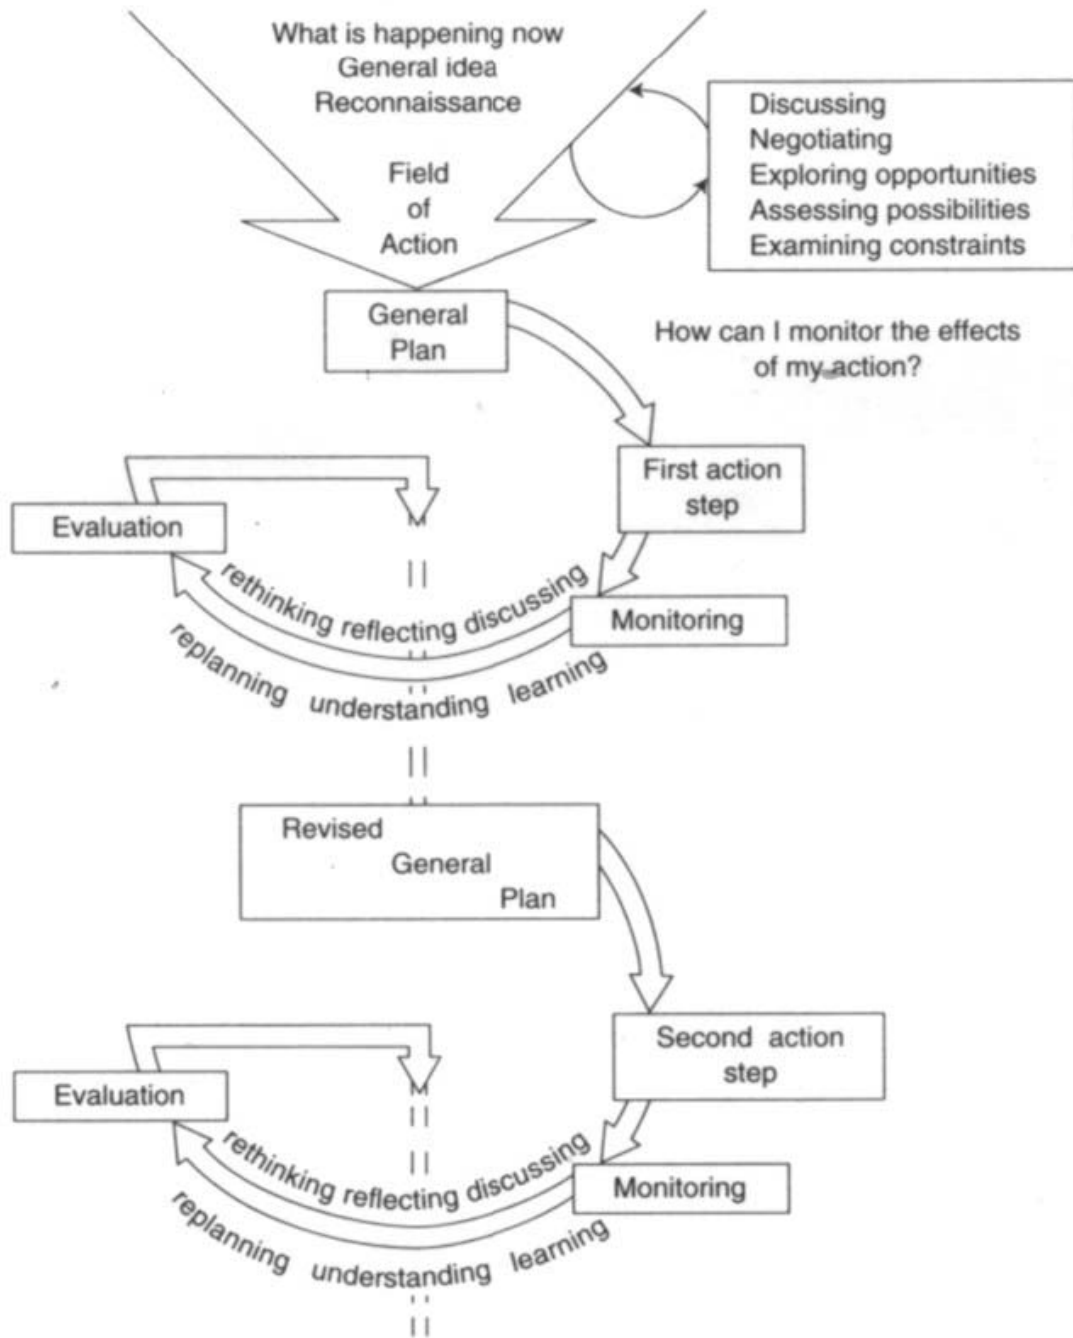 What is happening now
General idea
Reconnaissance
Field
of
Action
Discussing
Negotiating
Exploring opportunities
Assessing possibilities
Examining constraints
General
Plan
How can I monitor the effects
of my action?
First action
step
Evaluation
Monitoring
rethinking reflecting discussing
replanning understanding learning
Revised
General
Plan
Second action
step
Evaluation
Monitoring
rethinking reflecting discussing
replanning understanding learning